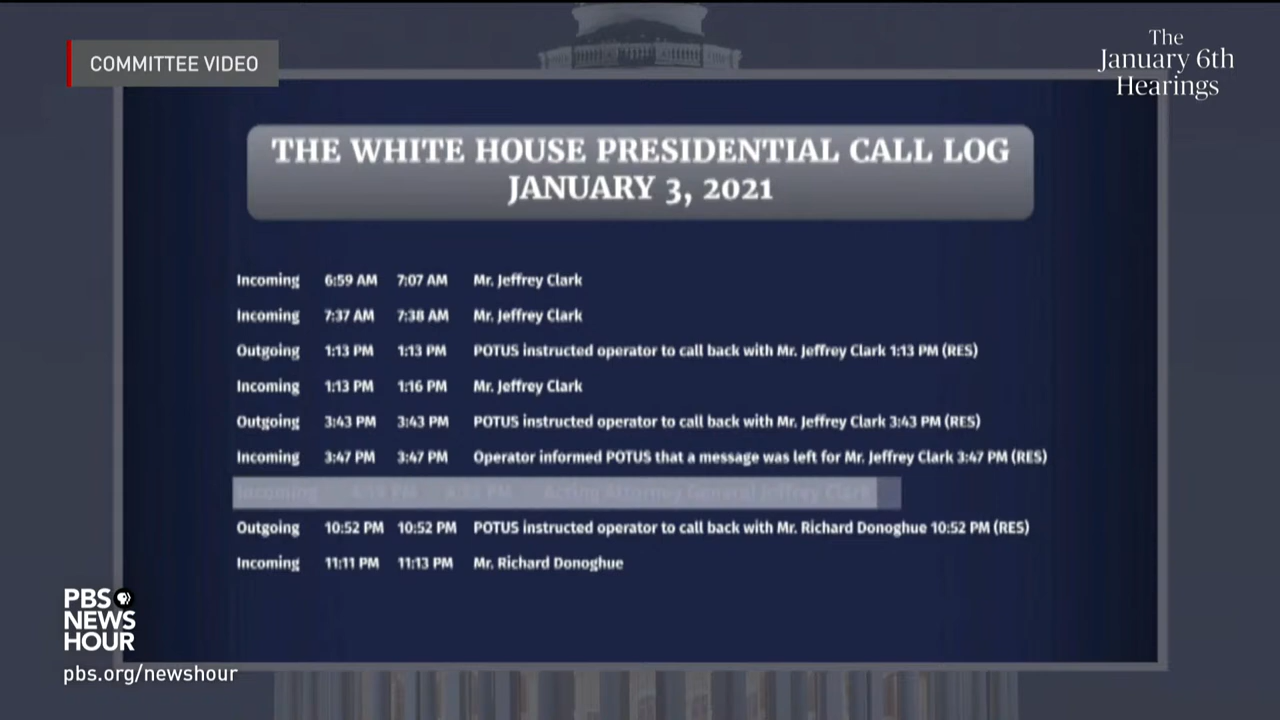 COMMITTEE VIDEO
The
January 6th
Hearings
THE WHITE HOUSE PRESIDENTIAL CALL LOG
JANUARY 3, 2021
Incoming 6:59 AM 7:07 AM Mr. Jeffrey Clark
Incoming 7:37 AM 7:38 AM Mr. Jeffrey Clark
Outgoing 1:13 PM 1:13 PM POTUS instructed operator to call back with Mr. Jeffrey Clark 1:13 PM (RES)
Incoming 1:13 PM 1:16 PM Mr. Jeffrey Clark
Outgoing 3:43 PM 3:43 PM POTUS instructed operator to call back with Mr. Jeffrey Clark 3:43 PM (RES)
Incoming 3:47 PM 3:47 PM Operator informed POTUS that a message was left for Mr. Jeffrey Clark 3:47 PM (RES)
Incoming Acting Attorney General Jeffrey Clark
Outgoing 10:52 PM 10:52 PM POTUS instructed operator to call back with Mr. Richard Donoghue 10:52 PM (RES)
Incoming 11:11 PM 11:13 PM Mr. Richard Donoghue
PBS
NEWS
HOUR
pbs.org/newshour